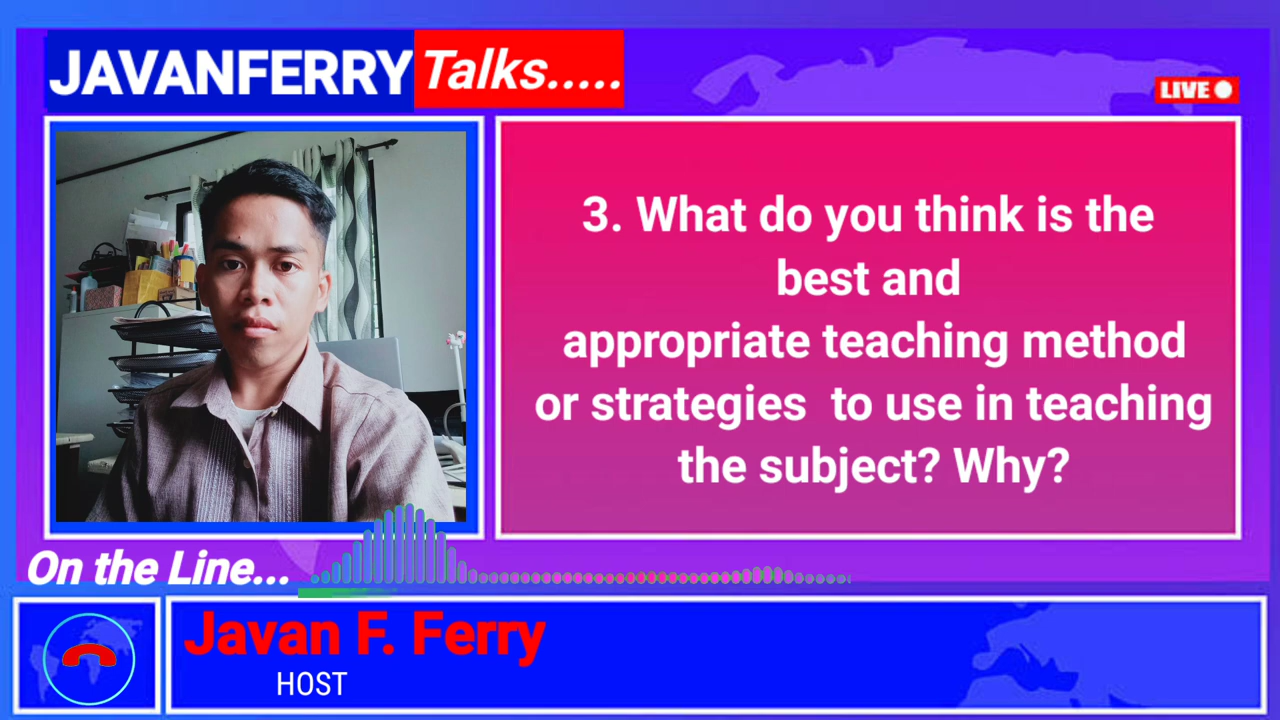 JAVANFERRY Talks.....
LIVE
3. What do you think is the
best and
appropriate teaching method
or strategies to use in teaching
the subject? Why?
On the Line...
Javan F. Ferry
HOST